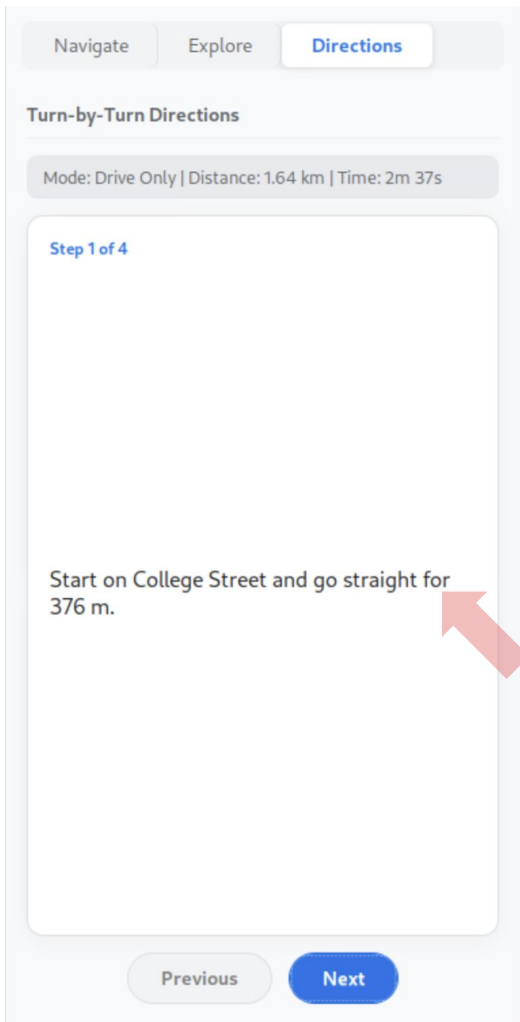 Navigate Explore Directions
Turn-by-Turn Directions
Mode: Drive Only | Distance: 1.64 km | Time: 2m 37s
Step 1 of 4
Start on College Street and go straight for
376 m.
Previous Next